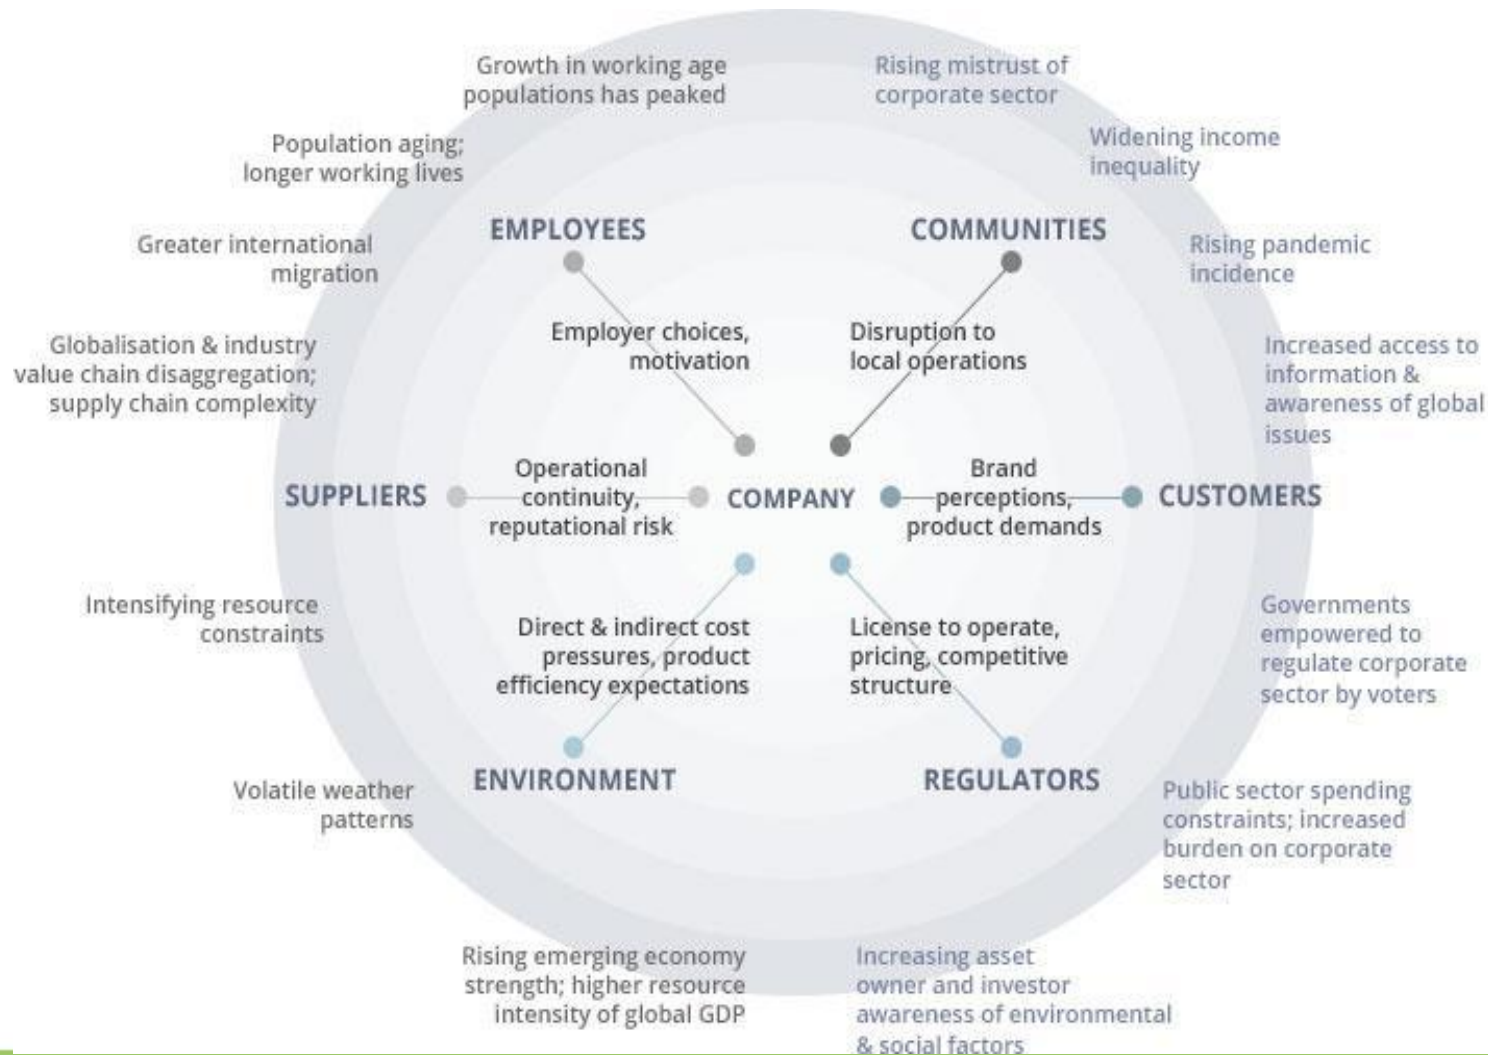 Growth in working age
populations has peaked
Rising mistrust of
corporate sector
Population aging;
longer working lives
Widening income
inequality
EMPLOYEES
COMMUNITIES
Greater international
migration
Rising pandemic
incidence
Employer choices,
motivation
Disruption to
local operations
Globalisation & industry
value chain disaggregation;
supply chain complexity
Increased access to
information &
awareness of global
issues
SUPPLIERS
Operational
continuity,
reputational risk
COMPANY
Brand
perceptions,
product demands
CUSTOMERS
Intensifying resource
constraints
Direct & indirect cost
pressures, product
efficiency expectations
License to operate,
pricing, competitive
structure
Governments
empowered to
regulate corporate
sector by voters
ENVIRONMENT
REGULATORS
Volatile weather
patterns
Public sector spending
constraints; increased
burden on corporate
sector
Rising emerging economy
strength; higher resource
intensity of global GDP
Increasing asset
owner and investor
awareness of environmental
& social factors